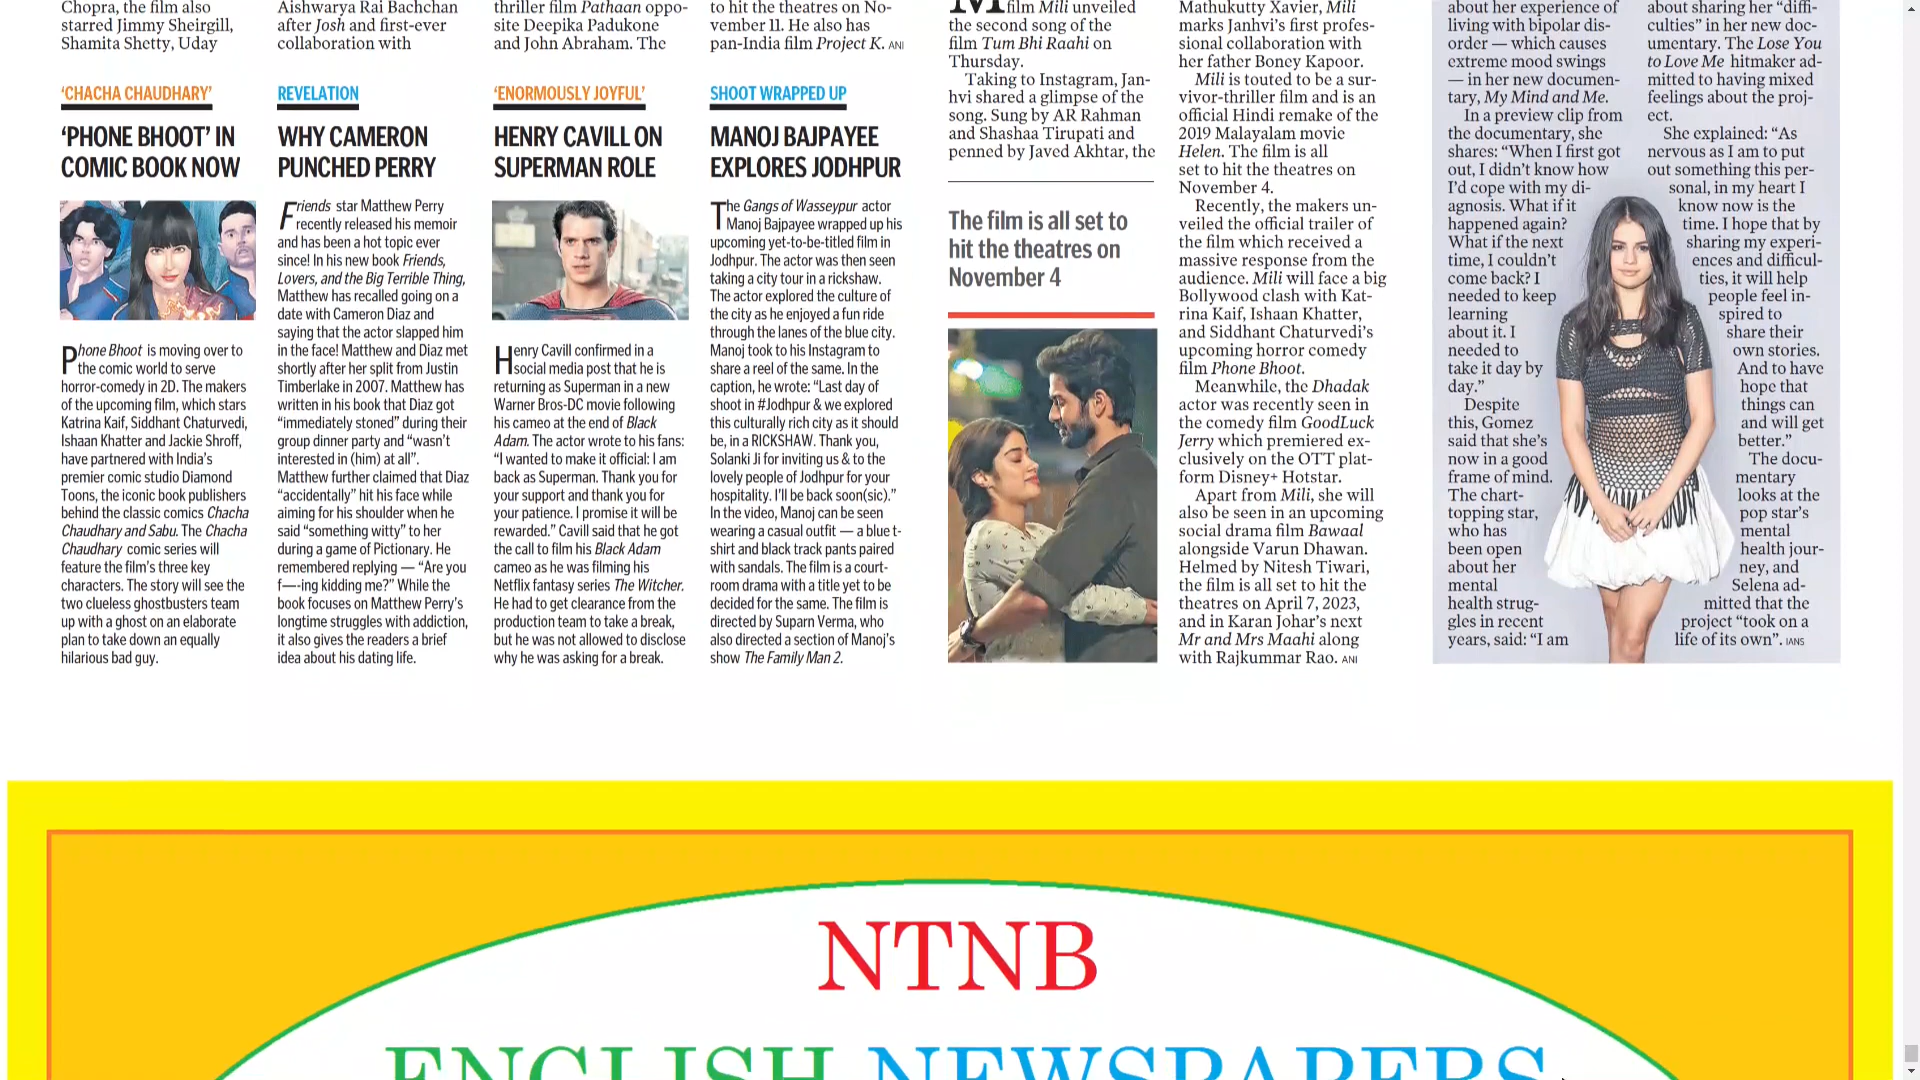 Chopra, the film also
starred Jimmy Sheirgill,
Shamita Shetty, Uday
Aishwarya Rai Bachchan
after Josh and first-ever
collaboration with
thriller film Pathaan oppo-
site Deepika Padukone
and John Abraham. The
to hit the theatres on No-
vember 11. He also has
pan-India film Project K. ANI
'CHACHA CHAUDHARY'
'PHONE BHOOT' IN
COMIC BOOK NOW
Phone Bhoot is moving over to
the comic world to serve
horror-comedy in 2D. The makers
of the upcoming film, which stars
Katrina Kaif, Siddhant Chaturvedi,
Ishaan Khatter and Jackie Shroff,
have partnered with India's
premier comic studio Diamond
Toons, the iconic book publishers
behind the classic comics Chacha
Chaudhary and Sabu. The Chacha
Chaudhary comic series will
feature the film's three key
characters. The story will see the
two clueless ghostbusters team
up with a ghost on an elaborate
plan to take down an equally
hilarious bad guy.
REVELATION
WHY CAMERON
PUNCHED PERRY
Friends star Matthew Perry
recently released his memoir
and has been a hot topic ever
since! In his new book Friends,
Lovers, and the Big Terrible Thing,
Matthew has recalled going on a
date with Cameron Diaz and
saying that the actor slapped him
in the face! Matthew and Diaz met
shortly after her split from Justin
Timberlake in 2007. Matthew has
written in his book that Diaz got
"immediately stoned" during their
group dinner party and "wasn't
interested in (him) at all".
Matthew further claimed that Diaz
"accidentally" hit his face while
aiming for his shoulder when he
said "something witty" to her
during a game of Pictionary. He
remembered replying — "Are you
f—-ing kidding me?" While the
book focuses on Matthew Perry's
longtime struggles with addiction,
it also gives the readers a brief
idea about his dating life.
'ENORMOUSLY JOYFUL'
HENRY CAVILL ON
SUPERMAN ROLE
Henry Cavill confirmed in a
social media post that he is
returning as Superman in a new
Warner Bros-DC movie following
his cameo at the end of Black
Adam. The actor wrote to his fans:
"I wanted to make it official: I am
back as Superman. Thank you for
your support and thank you for
your patience. I promise it will be
rewarded." Cavill said that he got
the call to film his Black Adam
cameo as he was filming his
Netflix fantasy series The Witcher.
He had to get clearance from the
production team to take a break,
but he was not allowed to disclose
why he was asking for a break.
SHOOT WRAPPED UP
MANOJ BAJPAYEE
EXPLORES JODHPUR
The Gangs of Wasseypur actor
Manoj Bajpayee wrapped up his
upcoming yet-to-be-titled film in
Jodhpur. The actor was then seen
taking a city tour in a rickshaw.
The actor explored the culture of
the city as he enjoyed a fun ride
through the lanes of the blue city.
Manoj took to his Instagram to
share a reel of the same. In the
caption, he wrote: "Last day of
shoot in #Jodhpur & we explored
this culturally rich city as it should
be, in a RICKSHAW. Thank you,
Solanki Ji for inviting us & to the
lovely people of Jodhpur for your
hospitality. I'll be back soon(sic)."
In the video, Manoj can be seen
wearing a casual outfit — a blue t-
shirt and black track pants paired
with sandals. The film is a court-
room drama with a title yet to be
decided for the same. The film is
directed by Suparn Verma, who
also directed a section of Manoj's
show The Family Man 2.
film Mili unveiled
the second song of the
film Tum Bhi Raahi on
Thursday.
Taking to Instagram, Jan-
hvi shared a glimpse of the
song. Sung by AR Rahman
and Shashaa Tirupati and
penned by Javed Akhtar, the
The film is all set to
hit the theatres on
November 4
Mathukutty Xavier, Mili
marks Janhvi's first profes-
sional collaboration with
her father Boney Kapoor.
Mili is touted to be a sur-
vivor-thriller film and is an
official Hindi remake of the
2019 Malayalam movie
Helen. The film is all
set to hit the theatres on
November 4.
Recently, the makers un-
veiled the official trailer of
the film which received a
massive response from the
audience. Mili will face a big
Bollywood clash with Kat-
rina Kaif, Ishaan Khatter,
and Siddhant Chaturvedi's
upcoming horror comedy
film Phone Bhoot.
Meanwhile, the Dhadak
actor was recently seen in
the comedy film GoodLuck
Jerry which premiered ex-
clusively on the OTT plat-
form Disney+ Hotstar.
Apart from Mili, she will
also be seen in an upcoming
social drama film Bawaal
alongside Varun Dhawan.
Helmed by Nitesh Tiwari,
the film is all set to hit the
theatres on April 7, 2023,
and in Karan Johar's next
Mr and Mrs Maahi along
with Rajkummar Rao. ANI
about her experience of
living with bipolar dis-
order — which causes
extreme mood swings
— in her new documen-
tary, My Mind and Me.
In a preview clip from
the documentary, she
shares: "When I first got
out, I didn't know how
I'd cope with my di-
agnosis. What if it
happened again?
What if the next
time, I couldn't
come back? I
needed to keep
learning
about it. I
needed to
take it day by
day."
Despite
this, Gomez
said that she's
now in a good
frame of mind.
The chart-
topping star,
who has
been open
about her
mental
health strug-
gles in recent
years, said: "I am
about sharing her "diffi-
culties" in her new doc-
umentary. The Lose You
to Love Me hitmaker ad-
mitted to having mixed
feelings about the proj-
ect.
She explained: "As
nervous as I am to put
out something this per-
sonal, in my heart I
know now is the
time. I hope that by
sharing my experi-
ences and difficul-
ties, it will help
people feel in-
spired to
share their
own stories.
And to have
hope that
things can
and will get
better."
The docu-
mentary
looks at the
pop star's
mental
health jour-
ney, and
Selena ad-
mitted that the
project "took on a
life of its own". IANS
NTNB
ENGLISH NEWSPAPERS